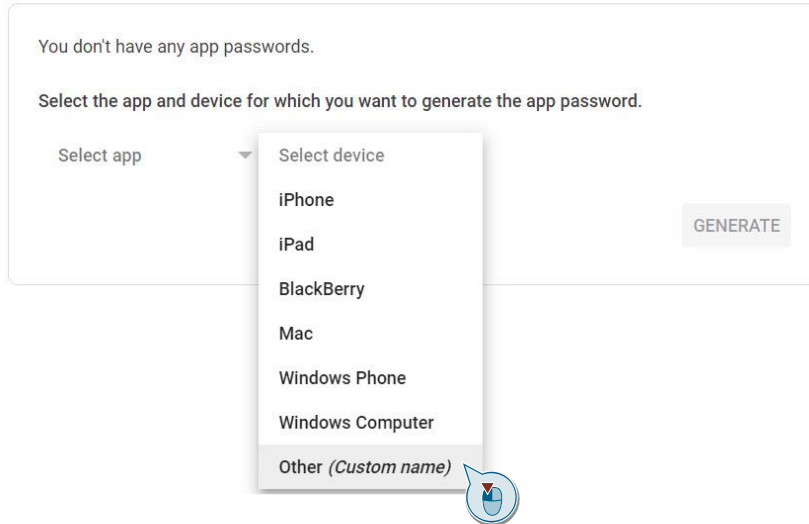 You don't have any app passwords.
Select the app and device for which you want to generate the app password.
Select app
Select device
iPhone
iPad
BlackBerry
Mac
Windows Phone
Windows Computer
Other (Custom name)
GENERATE